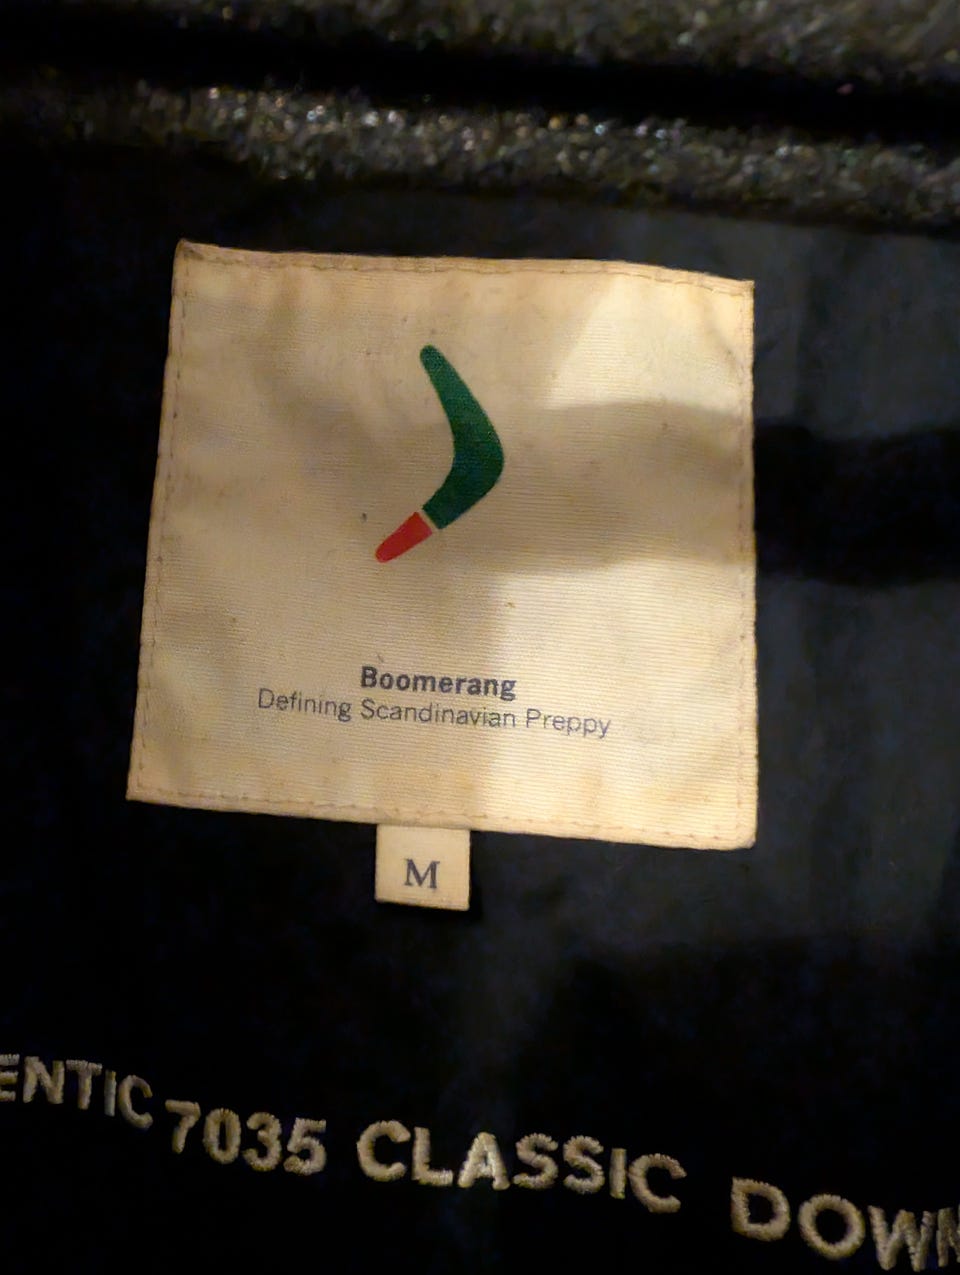 Boomerang
Defining Scandinavian Preppy
M
ENTIC 7035 CLASSIC DOWN